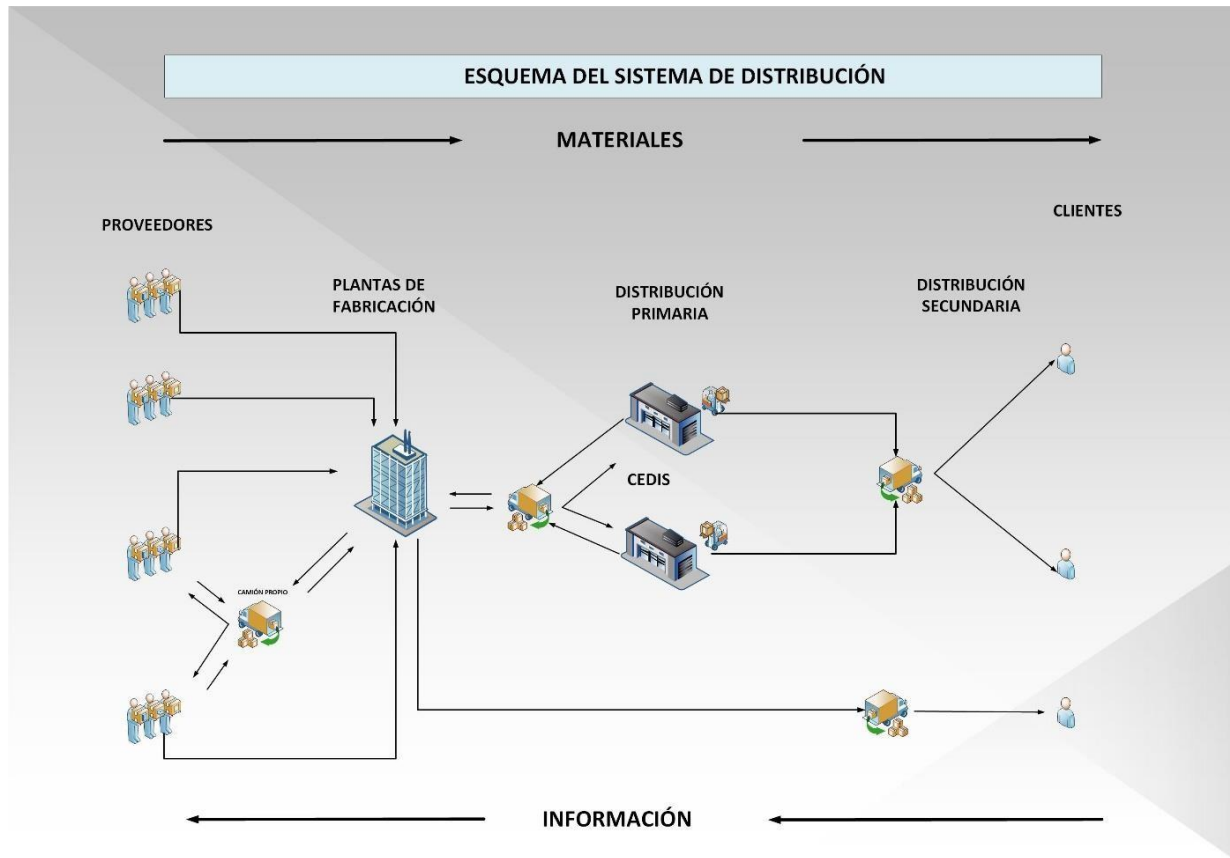 ESQUEMA DEL SISTEMA DE DISTRIBUCIÓN
MATERIALES
CLIENTES
PROVEEDORES
PLANTAS DE
FABRICACIÓN
DISTRIBUCIÓN
PRIMARIA
DISTRIBUCIÓN
SECUNDARIA
CEDIS
CAMIÓN PROPIO
INFORMACIÓN